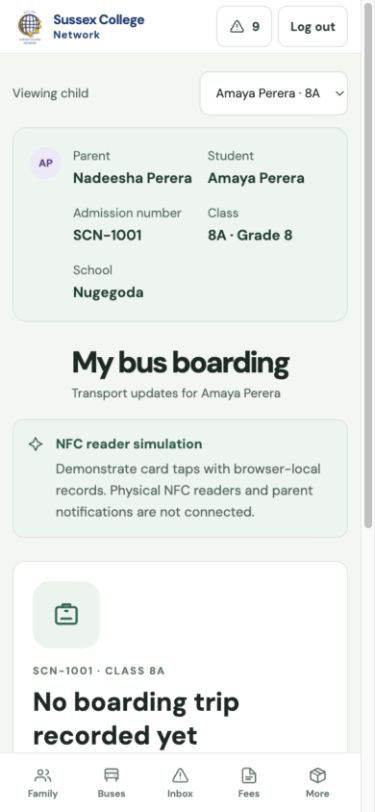 Sussex College
Network
9
Log out
Viewing child
Amaya Perera · 8A
AP
Parent
Nadeesha Perera
Student
Amaya Perera
Admission number
SCN-1001
Class
8A · Grade 8
School
Nugegoda
My bus boarding
Transport updates for Amaya Perera
NFC reader simulation
Demonstrate card taps with browser-local
records. Physical NFC readers and parent
notifications are not connected.
SCN-1001 · CLASS 8A
No boarding trip
recorded yet
Family
Buses
Inbox
Fees
More